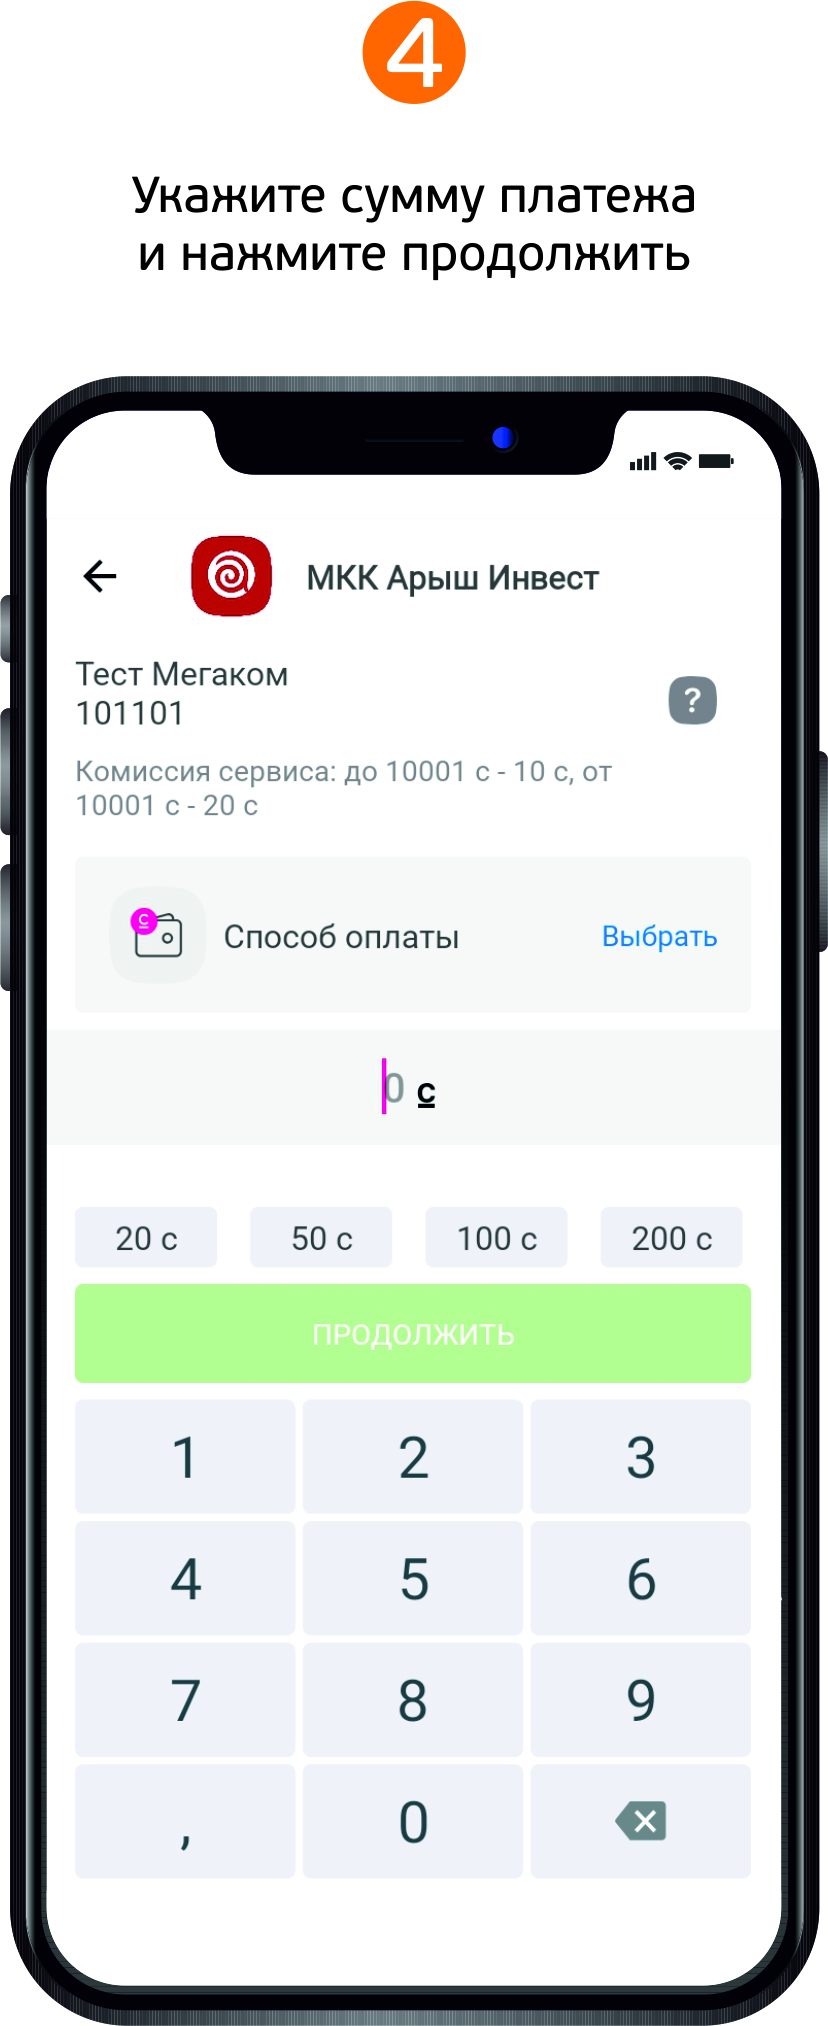 4
Укажите сумму платежа
и нажмите продолжить
МКК Арыш Инвест
Тест Мегаком
101101
?
Комиссия сервиса: до 10001 с - 10 с, от
10001 с - 20 с
с
Способ оплаты
Выбрать
0 с
20 с
50 с
100 с
200 с
ПРОДОЛЖИТЬ
1
2
3
4
5
6
7
8
9
,
0